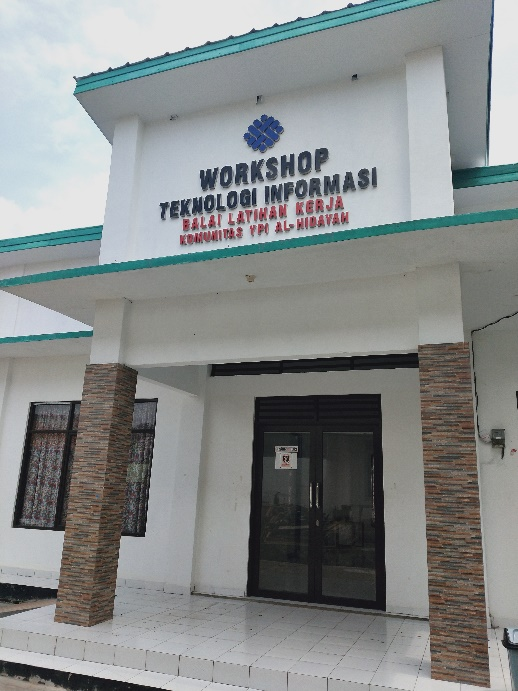 WORKSHOP
TEKNOLOGI INFORMASI
BALAI LATIHAN KERJA
KOMUNITAS YPI AL-HIDAYAH